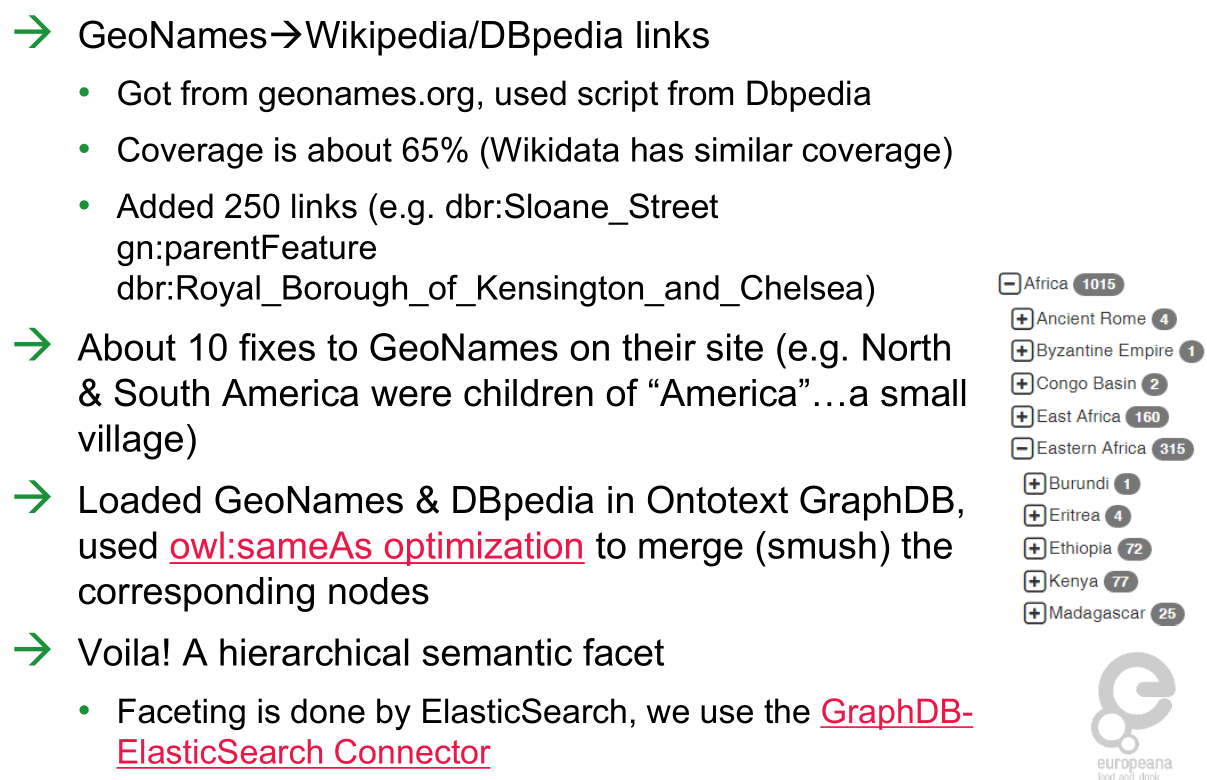 → GeoNames→Wikipedia/DBpedia links
• Got from geonames.org, used script from Dbpedia
• Coverage is about 65% (Wikidata has similar coverage)
• Added 250 links (e.g. dbr:Sloane_Street
gn:parentFeature
dbr:Royal_Borough_of_Kensington_and_Chelsea)
→ About 10 fixes to GeoNames on their site (e.g. North
& South America were children of “America”…a small
village)
→ Loaded GeoNames & DBpedia in Ontotext GraphDB,
used owl:sameAs optimization to merge (smush) the
corresponding nodes
→ Voila! A hierarchical semantic facet
• Faceting is done by ElasticSearch, we use the GraphDB-
ElasticSearch Connector
Africa 1015
Ancient Rome 4
Byzantine Empire 1
Congo Basin 2
East Africa 160
Eastern Africa 315
Burundi 1
Eritrea 4
Ethiopia 72
Kenya 77
Madagascar 25
europeana
food and drink